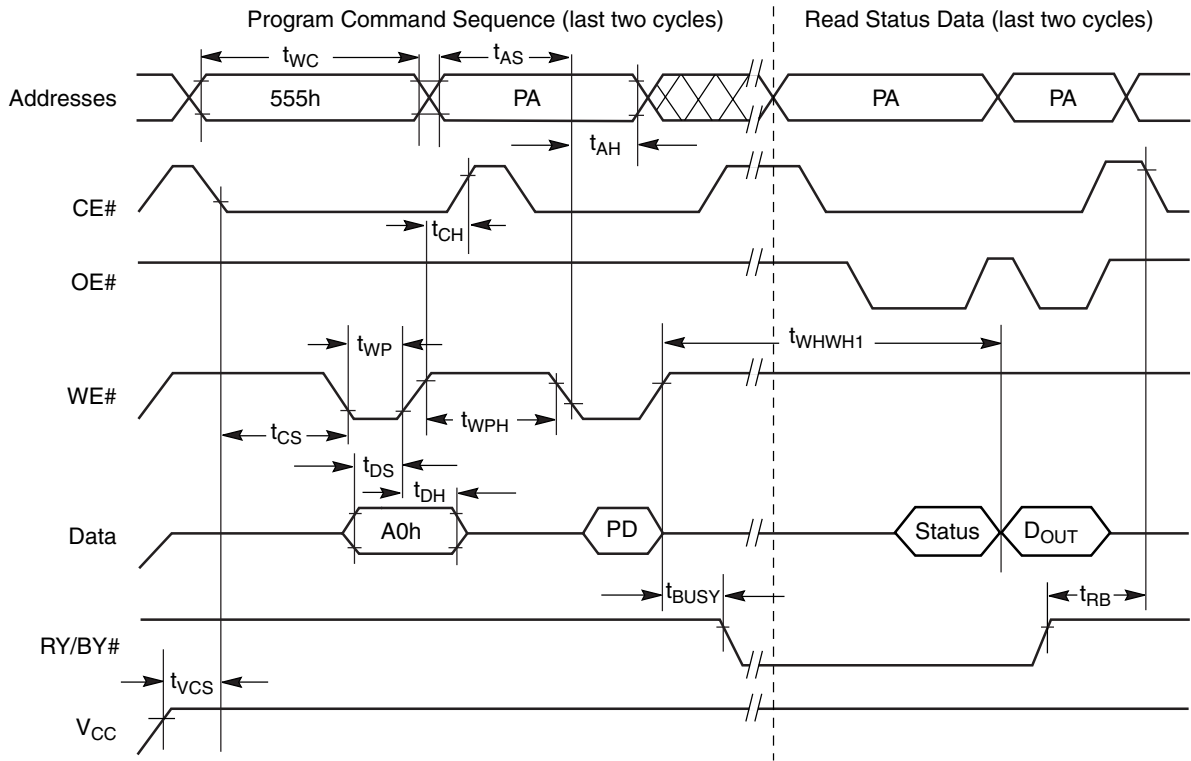 Program Command Sequence (last two cycles) Read Status Data (last two cycles)
tWC tAS
Addresses 555h PA PA PA
tAH
CE#
tCH
OE#
tWP tWHWH1
WE#
tCS tWPH
tDS
tDH
Data A0h PD Status DOUT
tBUSY tRB
RY/BY#
tVCS
VCC